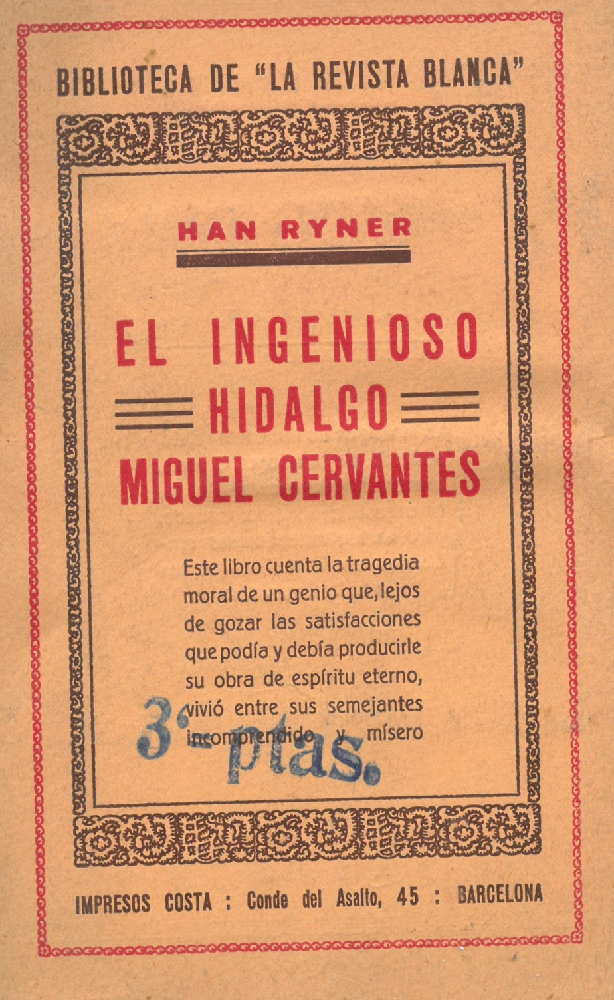 BIBLIOTECA DE “LA REVISTA BLANCA”
HAN RYNER
EL INGENIOSO
HIDALGO
MIGUEL CERVANTES
Este libro cuenta la tragedia
moral de un genio que, lejos
de gozar las satisfacciones
que podía y debía producirle
su obra de espíritu eterno,
vivió entre sus semejantes
incomprendido y mísero
3‘- ptas.
IMPRESOS COSTA : Conde del Asalto, 45 : BARCELONA